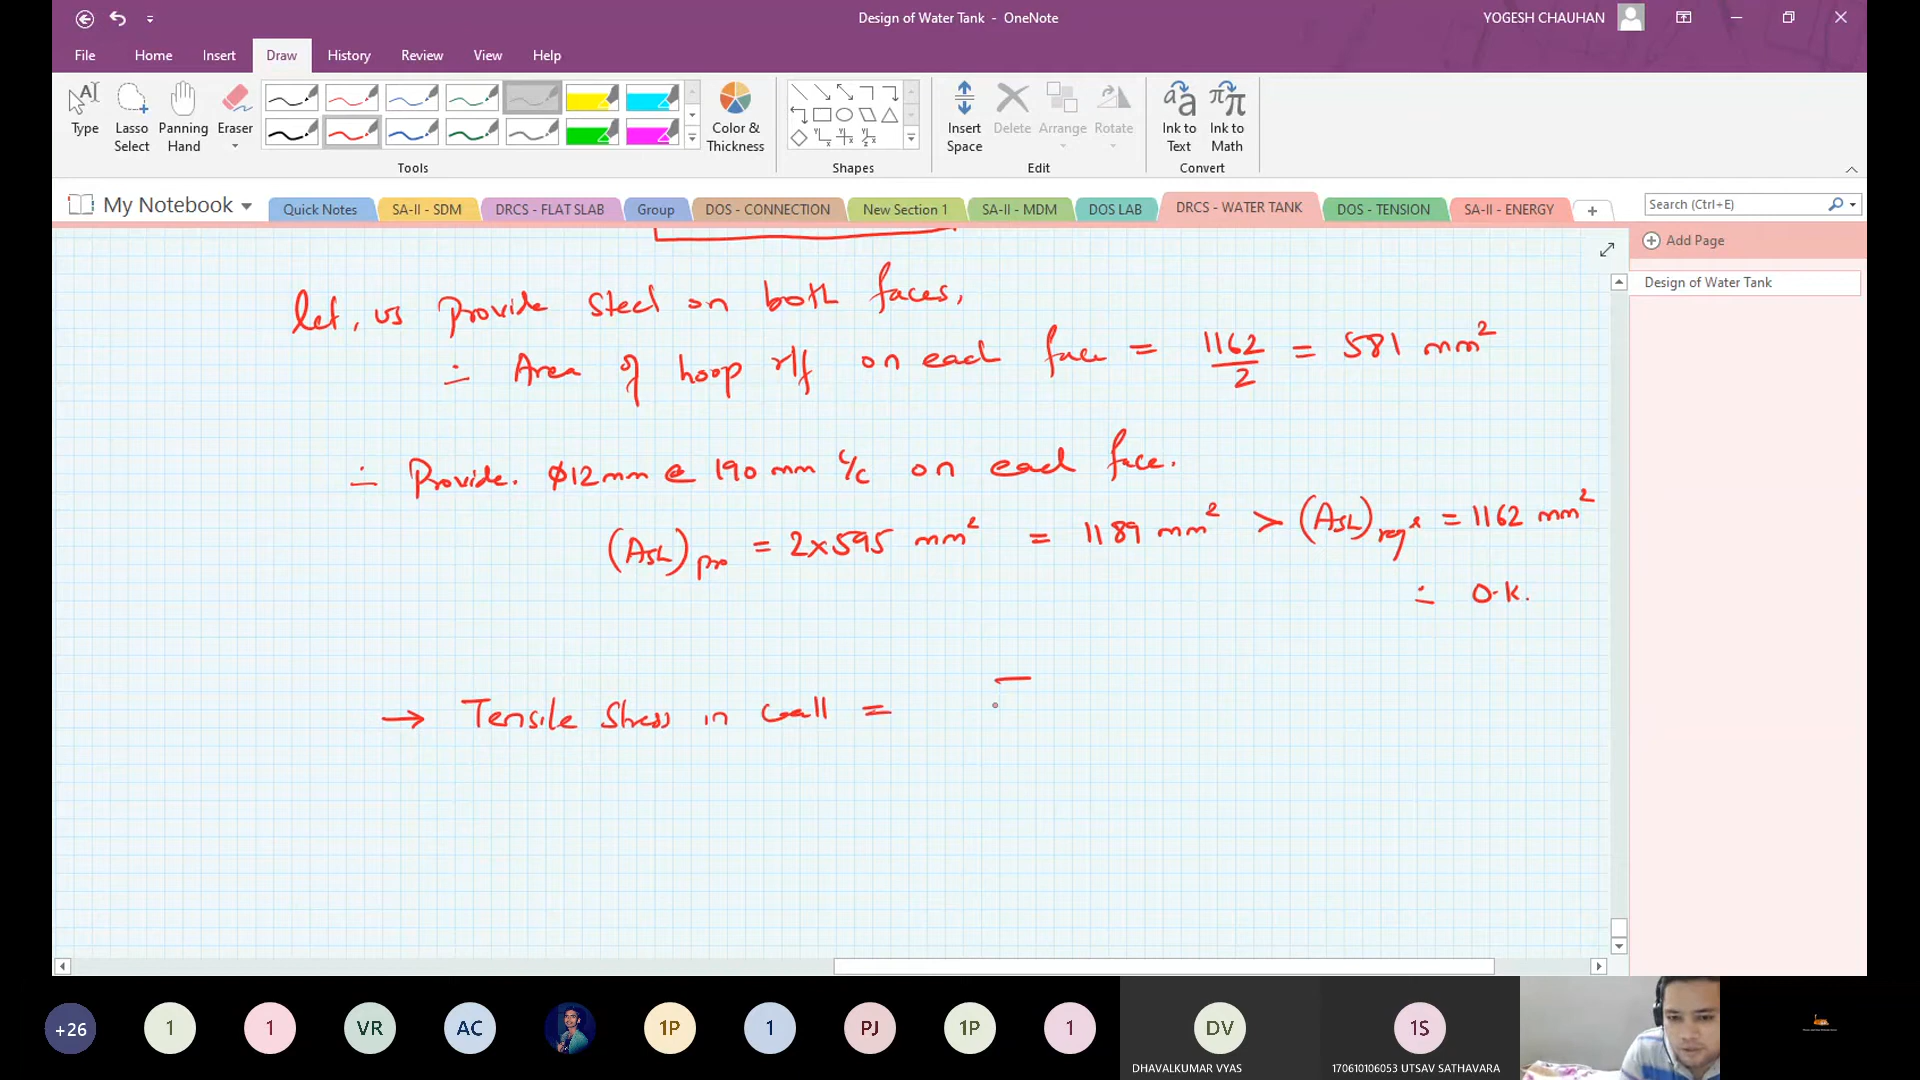 Design of Water Tank - OneNote
YOGESH CHAUHAN
File Home Insert Draw History Review View Help
Type
Lasso Select
Panning Hand
Eraser
Color & Thickness
Insert Space
Delete
Arrange
Rotate
Ink to Text
Ink to Math
Tools
Shapes
Edit
Convert
My Notebook
Quick Notes
SA-II - SDM
DRCS - FLAT SLAB
Group
DOS - CONNECTION
New Section 1
SA-II - MDM
DOS LAB
DRCS - WATER TANK
DOS - TENSION
SA-II - ENERGY
Search (Ctrl+E)
Add Page
Design of Water Tank
let, us Provide Steel on both faces,
∴ Area of hoop r/f on each face = 1162/2 = 581 mm²
∴ Provide. φ12mm @ 190 mm c/c on each face.
(Ash)pro = 2×595 mm² = 1189 mm² > (Ash)reqd = 1162 mm²
∴ O.K.
→ Tensile Stress in wall =
+26
1
1
VR
AC
1P
1
PJ
1P
1
DV
DHAVALKUMAR VYAS
1S
170610106053 UTSAV SATHAVARA